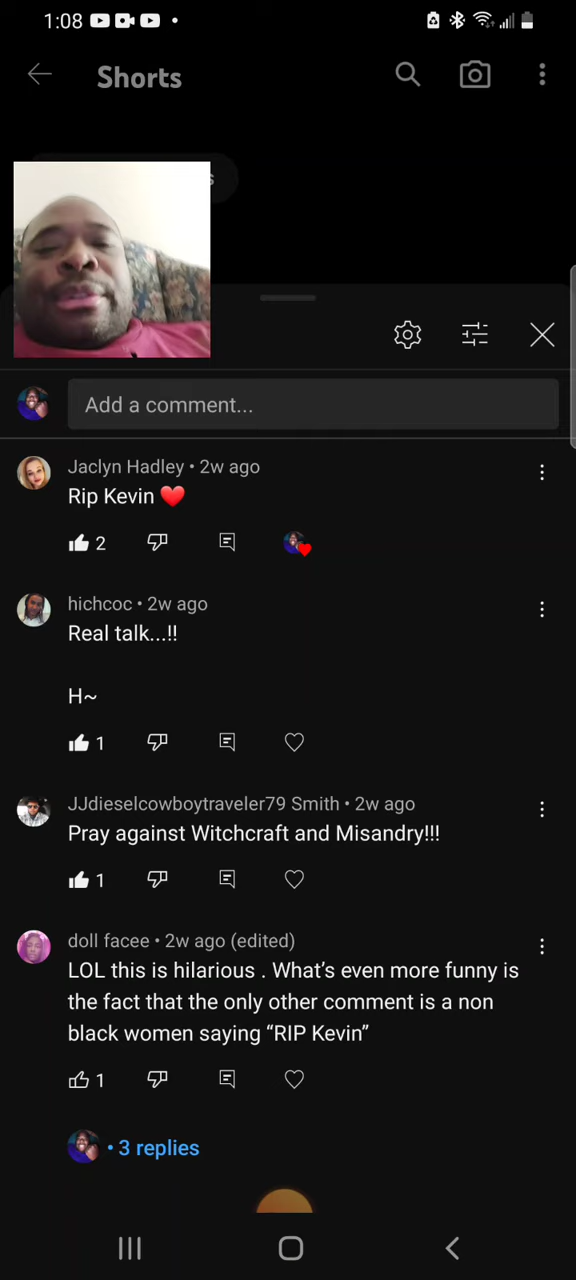 1:08
Shorts
Add a comment...
Jaclyn Hadley • 2w ago
Rip Kevin ❤️
2
hichcoc • 2w ago
Real talk...!!
H~
1
JJdieselcowboytraveler79 Smith • 2w ago
Pray against Witchcraft and Misandry!!!
1
doll facee • 2w ago (edited)
LOL this is hilarious . What's even more funny is
the fact that the only other comment is a non
black women saying “RIP Kevin”
1
• 3 replies